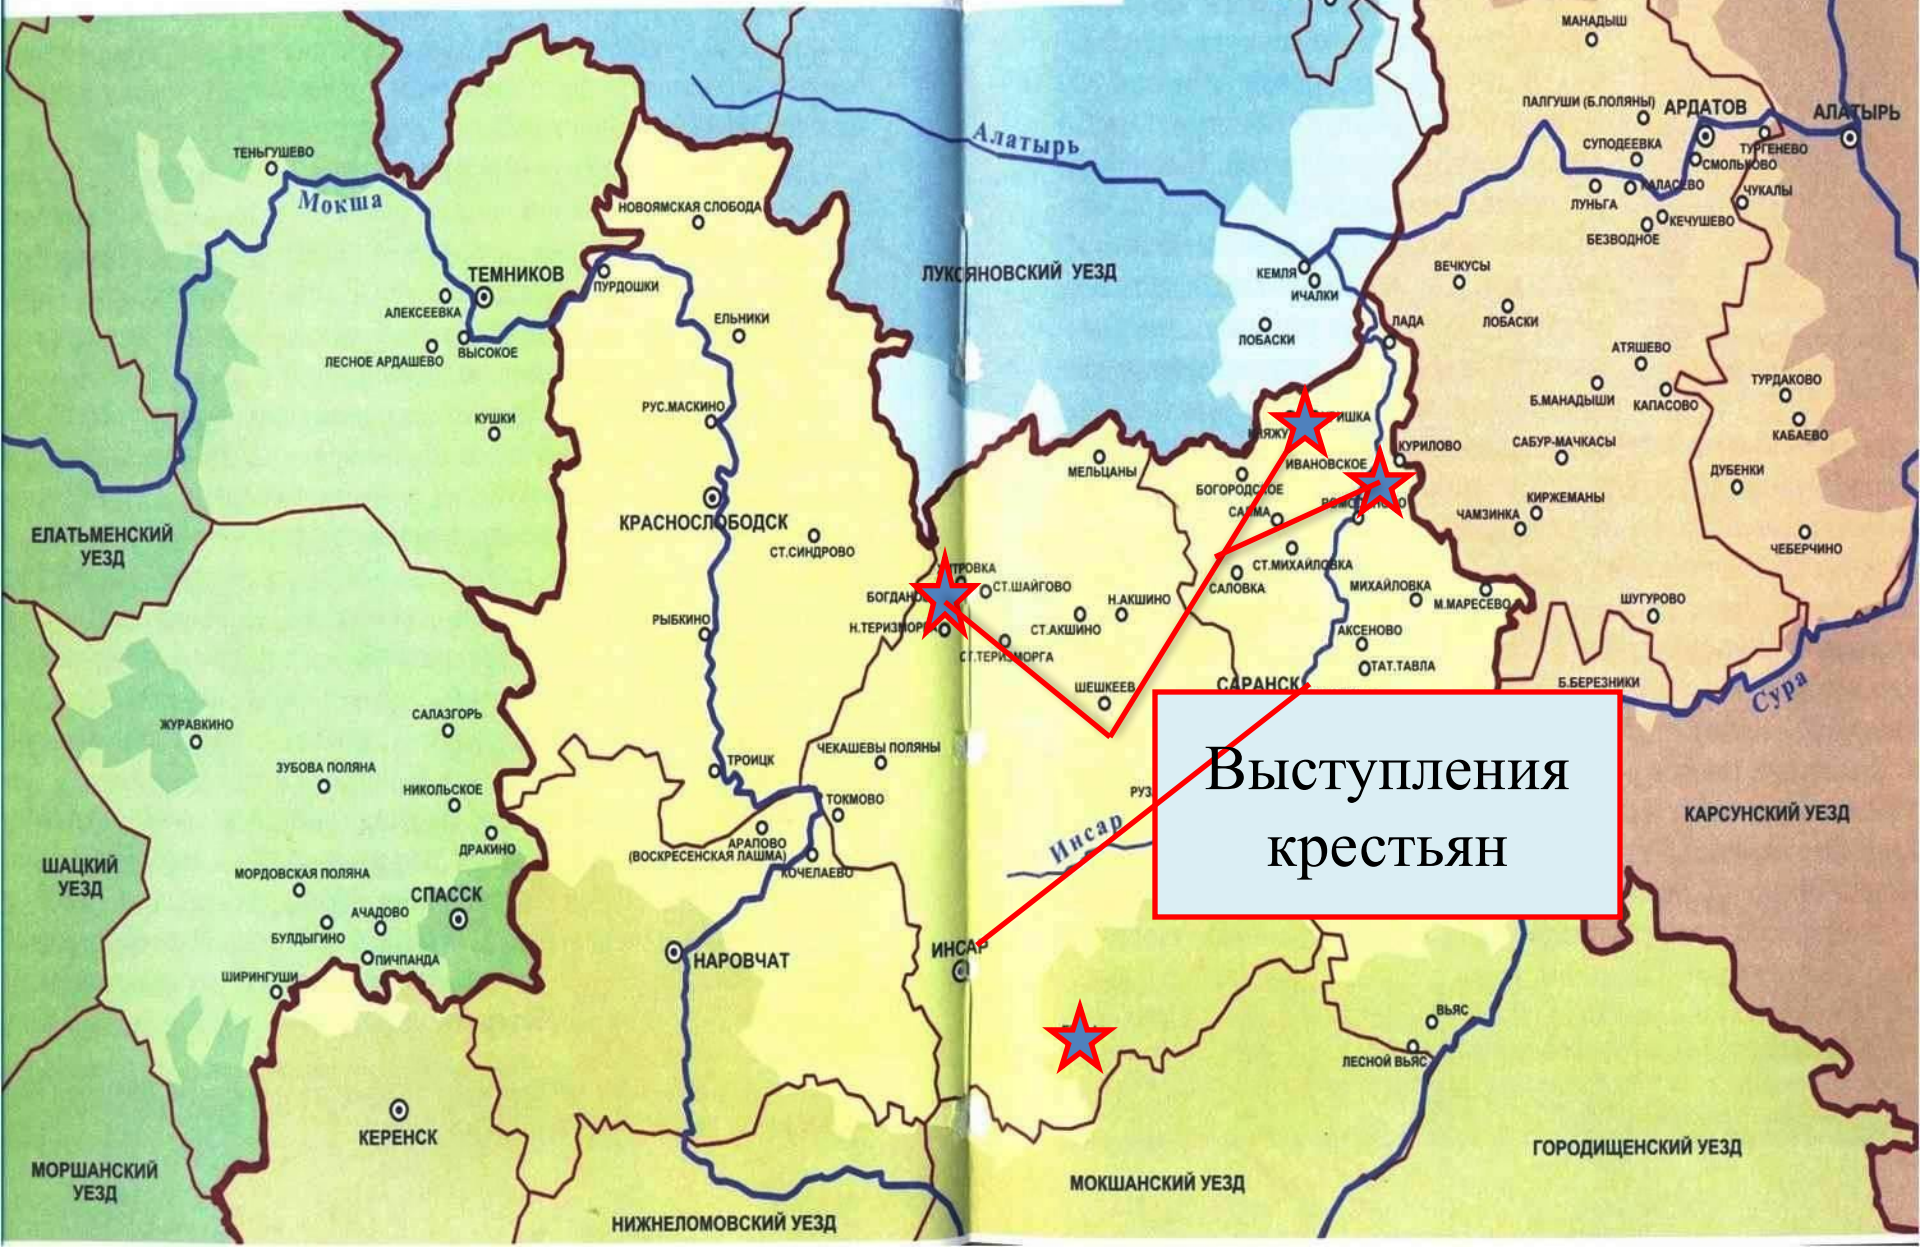 МАНАДЫШ
ПАЛГУШИ (Б.ПОЛЯНЫ)
АРДАТОВ
АЛАТЫРЬ
СУПОДЕЕВКА
ТУРГЕНЕВО
СМОЛЬКОВО
Алатырь
ТЕНЬГУШЕВО
Мокша
НОВОЯМСКАЯ СЛОБОДА
КАЛАСЕВО
ЧУКАЛЫ
ЛУНЬГА
КЕЧУШЕВО
БЕЗВОДНОЕ
ТЕМНИКОВ
ПУРДОШКИ
ЛУКОЯНОВСКИЙ УЕЗД
КЕМЛЯ
ИЧАЛКИ
ВЕЧКУСЫ
АЛЕКСЕЕВКА
ЕЛЬНИКИ
ЛАДА
ЛОБАСКИ
ЛОБАСКИ
ВЫСОКОЕ
ЛЕСНОЕ АРДАШЕВО
АТЯШЕВО
ТУРДАКОВО
РУС.МАСКИНО
Б.МАНАДЫШИ
КАПАСОВО
КУШКИ
КАБАЕВО
МЕЛЬЦАНЫ
ИВАНОВСКОЕ
КУРИЛОВО
САБУР-МАЧКАСЫ
БОГОРОДСКОЕ
ДУБЕНКИ
КИРЖЕМАНЫ
ЧАМЗИНКА
КРАСНОСЛОБОДСК
ЕЛАТЬМЕНСКИЙ
УЕЗД
СТ.СИНДРОВО
ЧЕБЕРЧИНО
СТ.МИХАЙЛОВКА
СТ.ШАЙГОВО
САЛОВКА
МИХАЙЛОВКА
Н.АКШИНО
М.МАРЕСЕВО
ШУГУРОВО
РЫБКИНО
Н.ТЕРИЗМОРГА
СТ.АКШИНО
АКСЕНОВО
СТ.ТЕРИЗМОРГА
ТАТ.ТАВЛА
ШЕШКЕЕВ
САРАНСК
Б.БЕРЕЗНИКИ
Сура
ЖУРАВКИНО
САЛАЗГОРЬ
ЧЕКАШЕВЫ ПОЛЯНЫ
Выступления
крестьян
ЗУБОВА ПОЛЯНА
ТРОИЦК
НИКОЛЬСКОЕ
ТОКМОВО
КАРСУНСКИЙ УЕЗД
Инсар
ДРАКИНО
АРАПОВО
(ВОСКРЕСЕНСКАЯ ЛАШМА)
КОЧЕЛАЕВО
ШАЦКИЙ
УЕЗД
МОРДОВСКАЯ ПОЛЯНА
СПАССК
АЧАДОВО
БУЛДЫГИНО
ПИЧПАНДА
НАРОВЧАТ
ИНСАР
ШИРИНГУШИ
ВЬЯС
ЛЕСНОЙ ВЬЯС
КЕРЕНСК
ГОРОДИЩЕНСКИЙ УЕЗД
МОРШАНСКИЙ
УЕЗД
МОКШАНСКИЙ УЕЗД
НИЖНЕЛОМОВСКИЙ УЕЗД